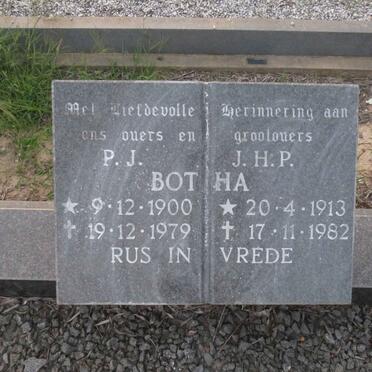 Met Liefdevolle Herinnering aan
ons ouers en grootouers
P.J. J.H.P.
BOTHA
★ 9·12·1900 ★ 20·4·1913
✝ 19·12·1979 ✝ 17·11·1982
RUS IN VREDE